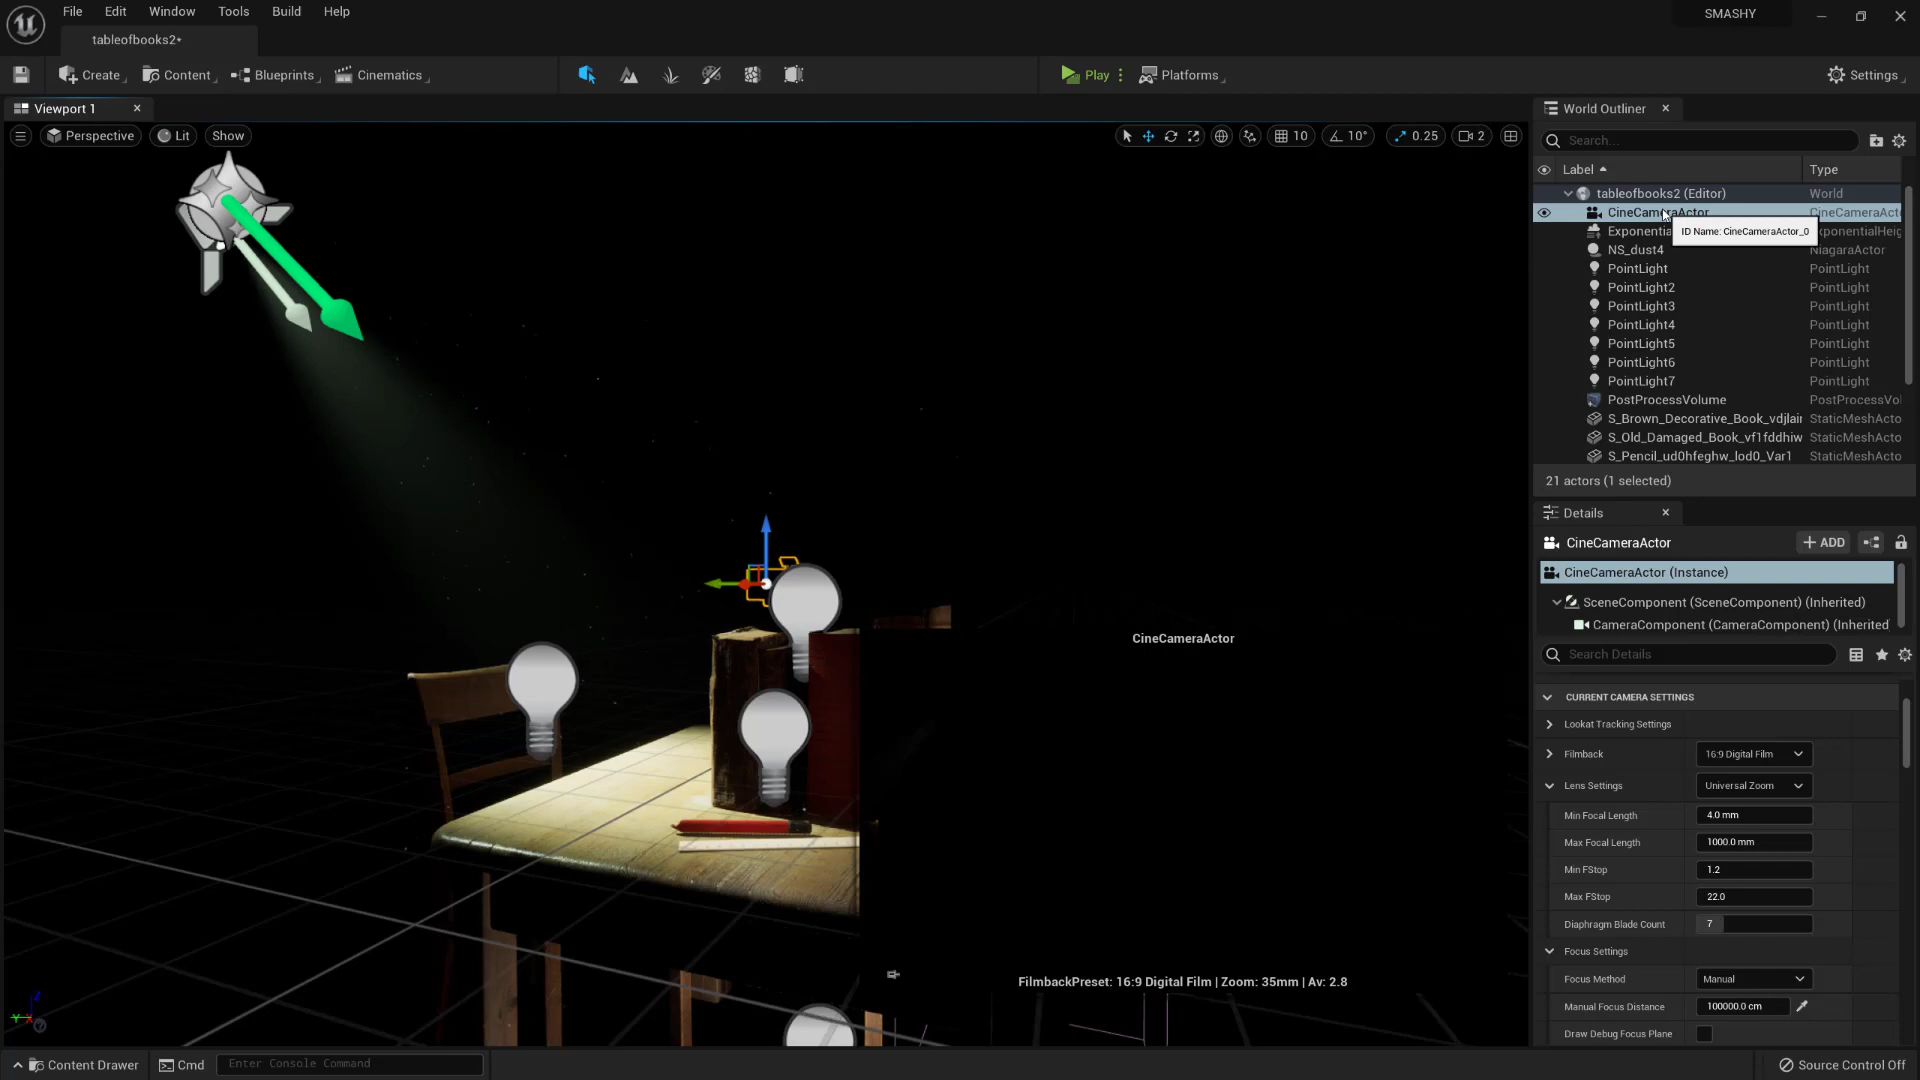 File Edit Window Tools Build Help
SMASHY
tableofbooks2*
Create Content Blueprints Cinematics
Play Platforms Settings
Viewport 1
Perspective Lit Show
10 10° 0.25 2
World Outliner
Search...
Label Type
tableofbooks2 (Editor) World
CineCameraActor CineCameraActo
ID Name: CineCameraActor_0
Exponentia xponentialHeig
NS_dust4 NiagaraActor
PointLight PointLight
PointLight2 PointLight
PointLight3 PointLight
PointLight4 PointLight
PointLight5 PointLight
PointLight6 PointLight
PointLight7 PointLight
PostProcessVolume PostProcessVo
S_Brown_Decorative_Book_vdjlair StaticMeshActo
S_Old_Damaged_Book_vf1fddhiw StaticMeshActo
S_Pencil_ud0hfeghw_lod0_Var1 StaticMeshActo
21 actors (1 selected)
Details
CineCameraActor
ADD
CineCameraActor (Instance)
SceneComponent (SceneComponent) (Inherited)
CameraComponent (CameraComponent) (Inherited
Search Details
CURRENT CAMERA SETTINGS
Lookat Tracking Settings
Filmback 16:9 Digital Film
Lens Settings Universal Zoom
Min Focal Length 4.0 mm
Max Focal Length 1000.0 mm
Min FStop 1.2
Max FStop 22.0
Diaphragm Blade Count 7
Focus Settings
Focus Method Manual
Manual Focus Distance 100000.0 cm
Draw Debug Focus Plane
CineCameraActor
FilmbackPreset: 16:9 Digital Film | Zoom: 35mm | Av: 2.8
Content Drawer Cmd Enter Console Command
Source Control Off